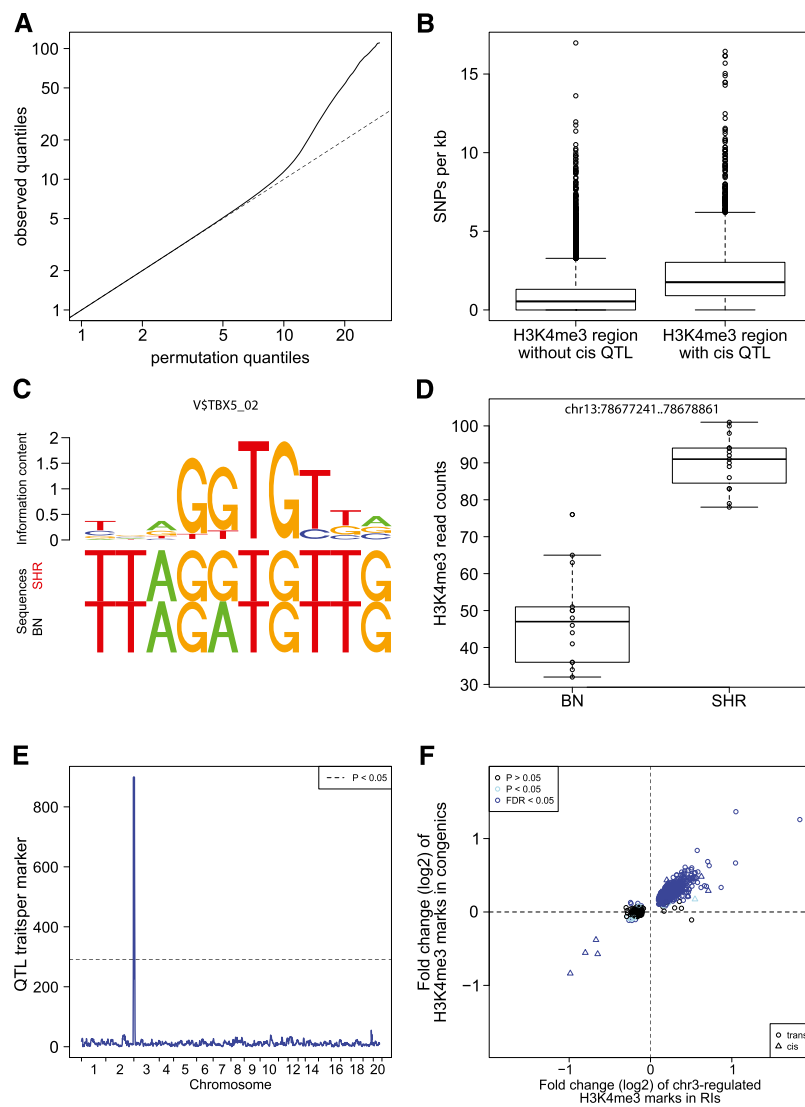 A
observed quantiles
100
50
20
10
5
2
1
1 2 5 10 20
permutation quantiles
B
SNPs per kb
15
10
5
0
H3K4me3 region without cis QTL
H3K4me3 region with cis QTL
C
V$TBX5_02
Information content
2
1.5
1
0.5
0
Sequences
SHR
BN
TTAGGTGTTG
TTAGATGTTG
D
chr13:78677241..78678861
H3K4me3 read counts
100
90
80
70
60
50
40
30
BN SHR
E
P < 0.05
QTL traitsper marker
800
600
400
200
0
1 2 3 4 5 6 7 8 9 10 12 14 16 18 20
Chromosome
F
P > 0.05
P < 0.05
FDR < 0.05
Fold change (log2) of
H3K4me3 marks in congenics
1
0
−1
trans
cis
−1 0 1
Fold change (log2) of chr3-regulated
H3K4me3 marks in RIs